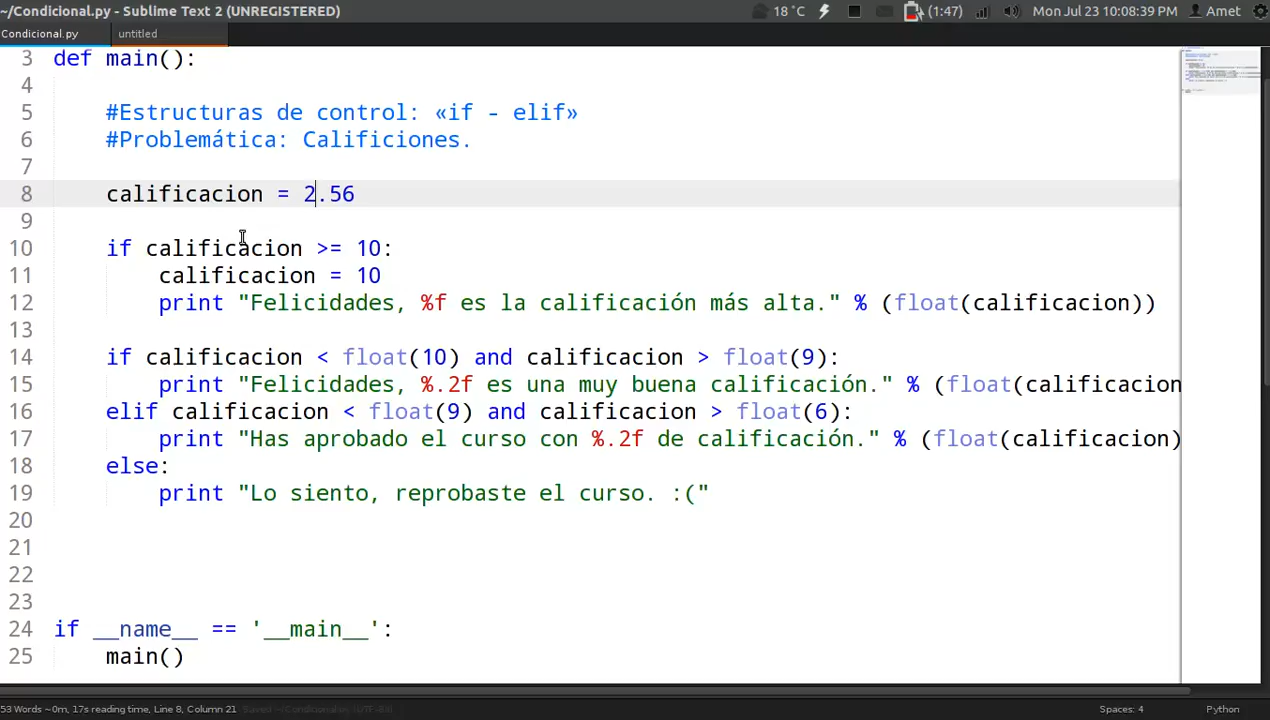 ~/Condicional.py - Sublime Text 2 (UNREGISTERED) 18 °C (1:47) Mon Jul 23 10:08:39 PM Amet
Condicional.py untitled
3 def main():
4
5 #Estructuras de control: «if - elif»
6 #Problemática: Calificiones.
7
8 calificacion = 2.56
9
10 if calificacion >= 10:
11 calificacion = 10
12 print "Felicidades, %f es la calificación más alta." % (float(calificacion))
13
14 if calificacion < float(10) and calificacion > float(9):
15 print "Felicidades, %.2f es una muy buena calificación." % (float(calificacion
16 elif calificacion < float(9) and calificacion > float(6):
17 print "Has aprobado el curso con %.2f de calificación." % (float(calificacion)
18 else:
19 print "Lo siento, reprobaste el curso. :("
20
21
22
23
24 if __name__ == '__main__':
25 main()
53 Words ~0m, 17s reading time, Line 8, Column 21 Saved ~/Condicional.py (UTF-8) Spaces: 4 Python